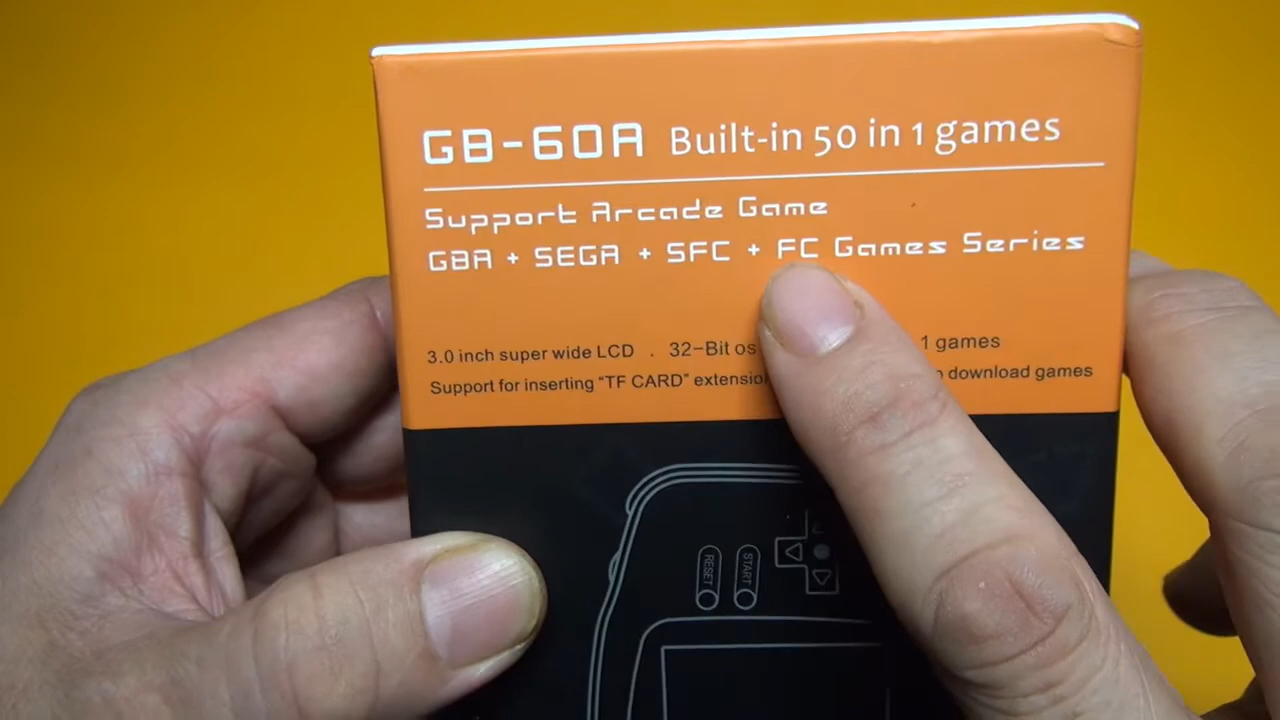 GB-60A Built-in 50 in 1 games
Support Arcade Game
GBA + SEGA + SFC + FC Games Series
3.0 inch super wide LCD . 32-Bit os 1 games
Support for inserting "TF CARD" download games
RESET
START